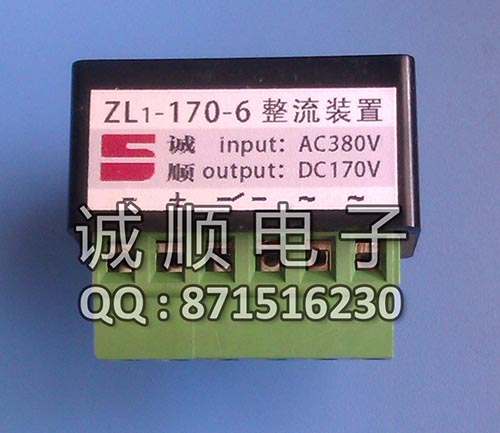 ZL1-170-6 整流装置
诚 input: AC380V
顺 output: DC170V
- + -⁄- ~ ~
诚顺电子
QQ:871516230